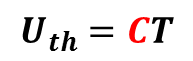 U_th = CT